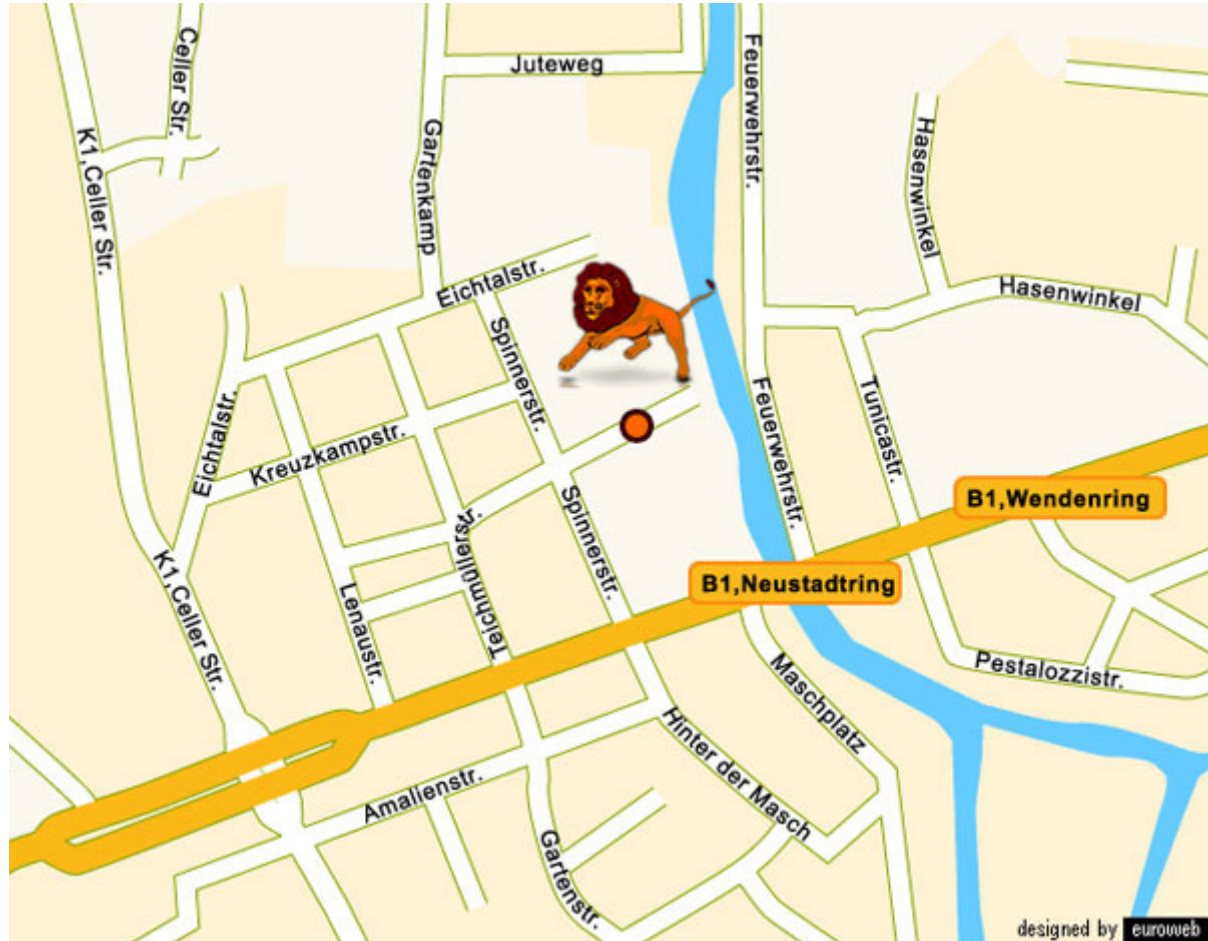 Celler Str.
Juteweg
Feuerwehrstr.
K1,Celler Str.
Gartenkamp
Hasenwinkel
Eichtalstr.
Hasenwinkel
Spinnerstr.
Feuerwehrstr.
Tunicastr.
Eichtalstr.
Kreuzkampstr.
B1,Wendenring
Spinnerstr.
str.
Teichmüllerstr.
K1,Celler Str.
Lenaustr.
B1,Neustadtring
Maschplatz
Pestalozzistr.
Hinter der Masch
Amalienstr.
Gartenstr.
designed by euroweb